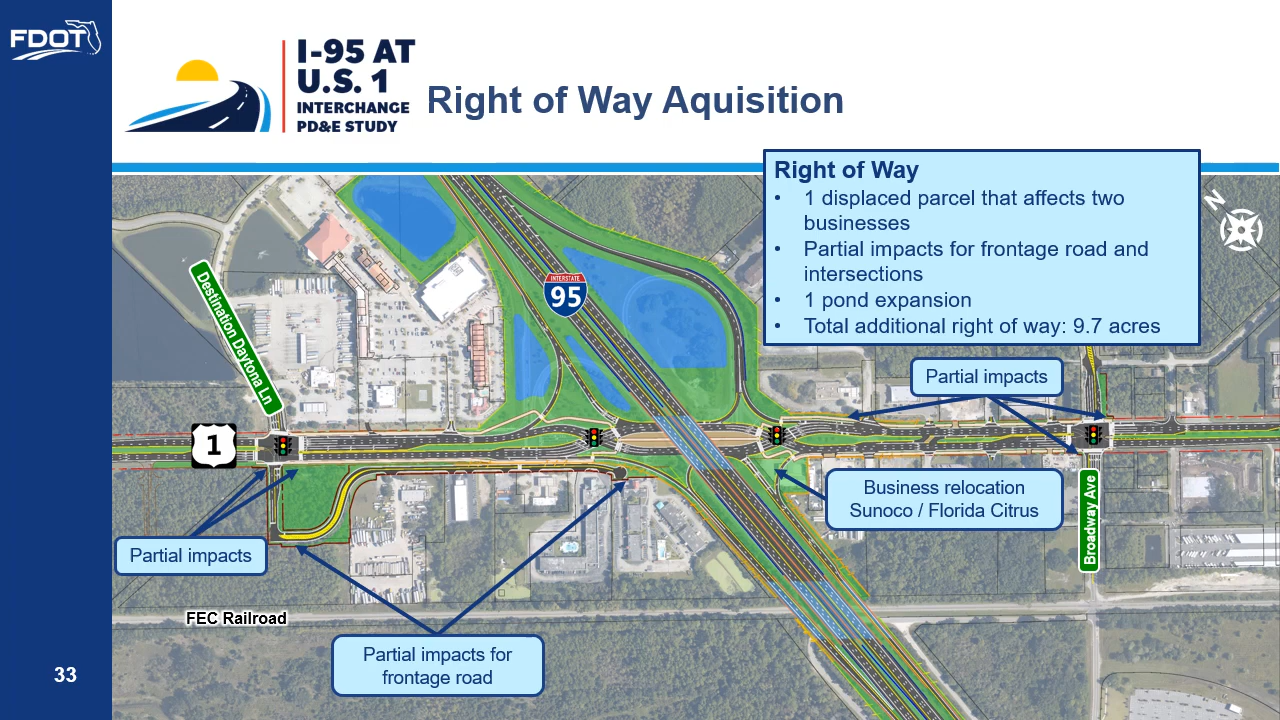 FDOT
I-95 AT
U.S. 1
INTERCHANGE
PD&E STUDY
Right of Way Aquisition
Right of Way
• 1 displaced parcel that affects two
businesses
• Partial impacts for frontage road and
intersections
• 1 pond expansion
• Total additional right of way: 9.7 acres
N
Destination Daytona Ln
INTERSTATE
95
Partial impacts
1
Business relocation
Sunoco / Florida Citrus
Broadway Ave
Partial impacts
FEC Railroad
Partial impacts for
frontage road
33